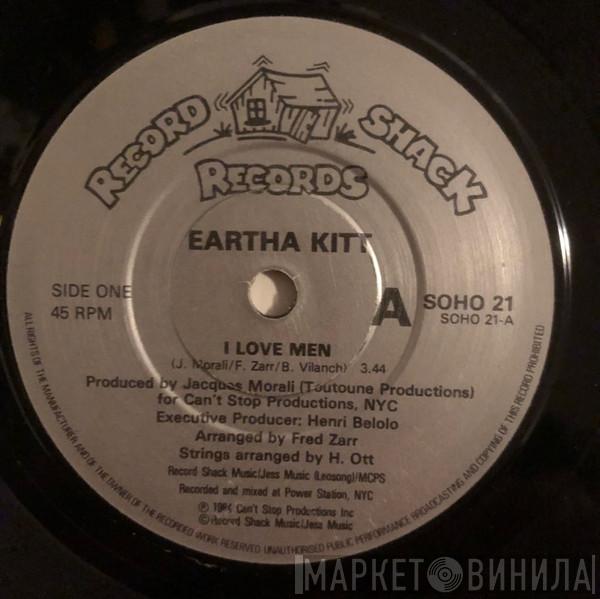 RECORD SHACK
RECORDS
EARTHA KITT
SIDE ONE
45 RPM
A
SOHO 21
SOHO 21-A
I LOVE MEN
(J. Morali/F. Zarr/B. Vilanch) 3.44
Produced by Jacques Morali (Toutoune Productions)
for Can't Stop Productions, NYC
Executive Producer: Henri Belolo
Arranged by Fred Zarr
Strings arranged by H. Ott
Record Shack Music/Jess Music (Leosong)/MCPS
Recorded and mixed at Power Station, NYC
℗ 1984 Can't Stop Productions Inc
© Record Shack Music/Jess Music
ALL RIGHTS OF THE MANUFACTURER AND OF THE OWNER OF THE RECORDED WORK RESERVED UNAUTHORISED PUBLIC PERFORMANCE BROADCASTING AND COPYING OF THIS RECORD PROHIBITED
МАРКЕТ ВИНИЛА